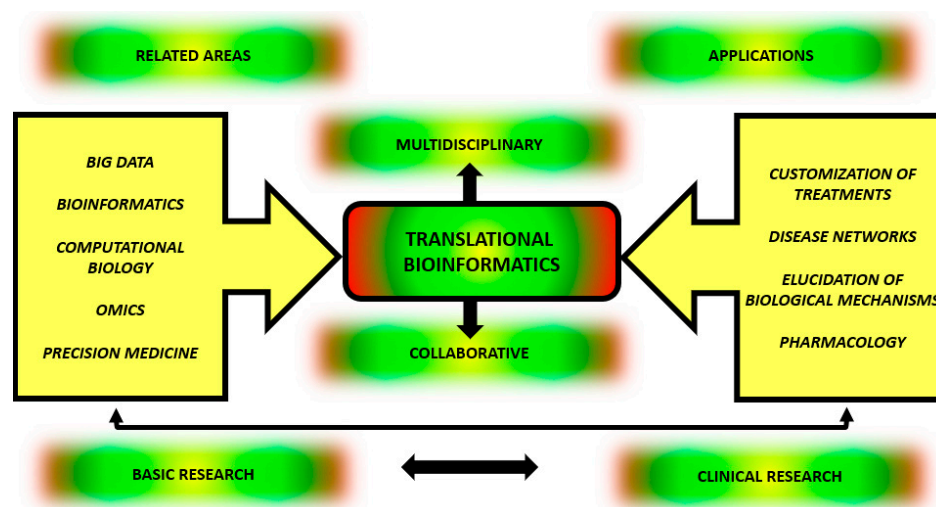 RELATED AREAS
APPLICATIONS
MULTIDISCIPLINARY
BIG DATA
BIOINFORMATICS
COMPUTATIONAL
BIOLOGY
OMICS
PRECISION MEDICINE
TRANSLATIONAL
BIOINFORMATICS
CUSTOMIZATION OF
TREATMENTS
DISEASE NETWORKS
ELUCIDATION OF
BIOLOGICAL MECHANISMS
PHARMACOLOGY
COLLABORATIVE
BASIC RESEARCH
CLINICAL RESEARCH